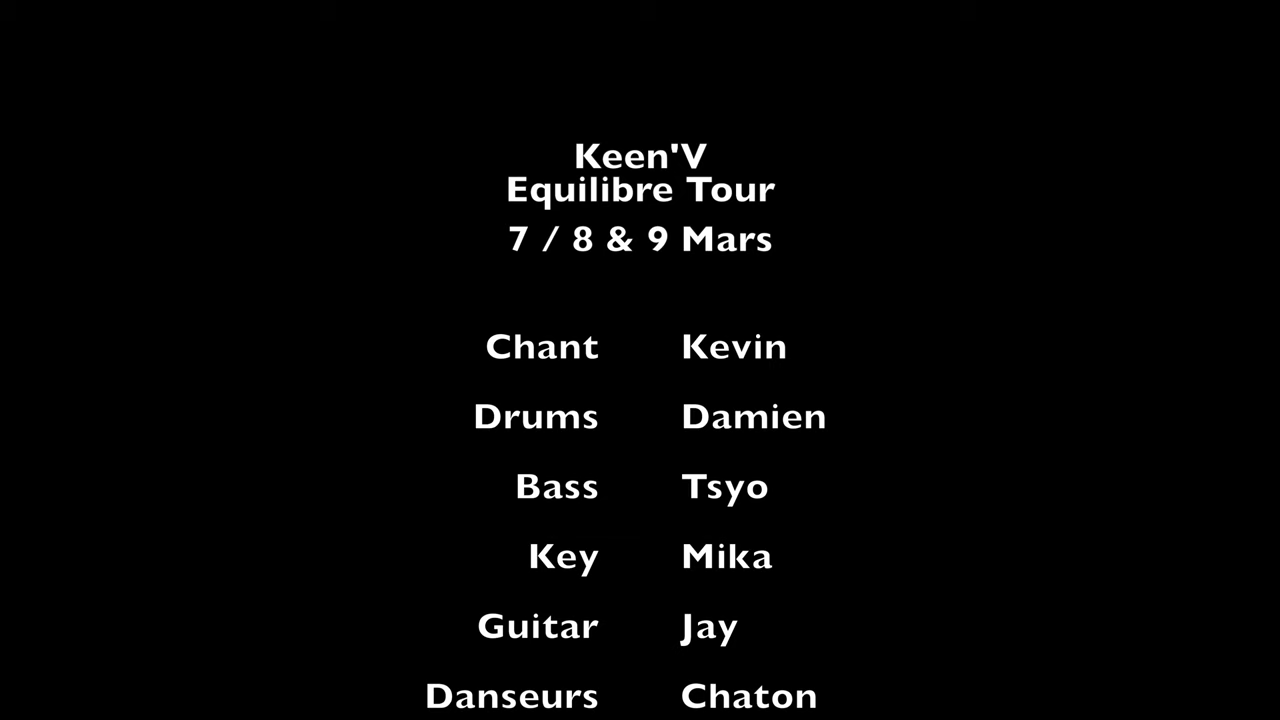 Keen'V
Equilibre Tour
7 / 8 & 9 Mars
Chant Kevin
Drums Damien
Bass Tsyo
Key Mika
Guitar Jay
Danseurs Chaton